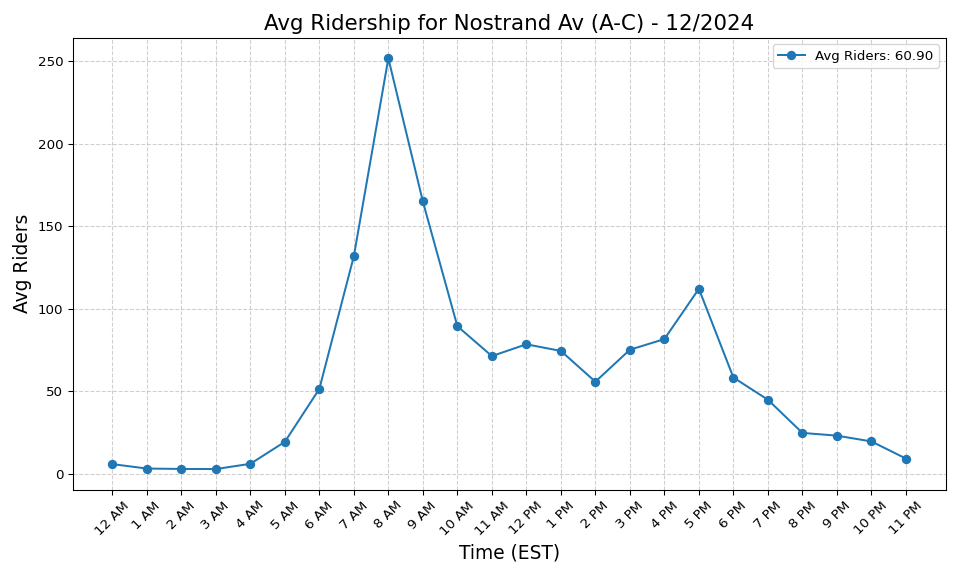 Avg Ridership for Nostrand Av (A-C) - 12/2024
Avg Riders: 60.90
Avg Riders
250
200
150
100
50
0
12 AM
1 AM
2 AM
3 AM
4 AM
5 AM
6 AM
7 AM
8 AM
9 AM
10 AM
11 AM
12 PM
1 PM
2 PM
3 PM
4 PM
5 PM
6 PM
7 PM
8 PM
9 PM
10 PM
11 PM
Time (EST)